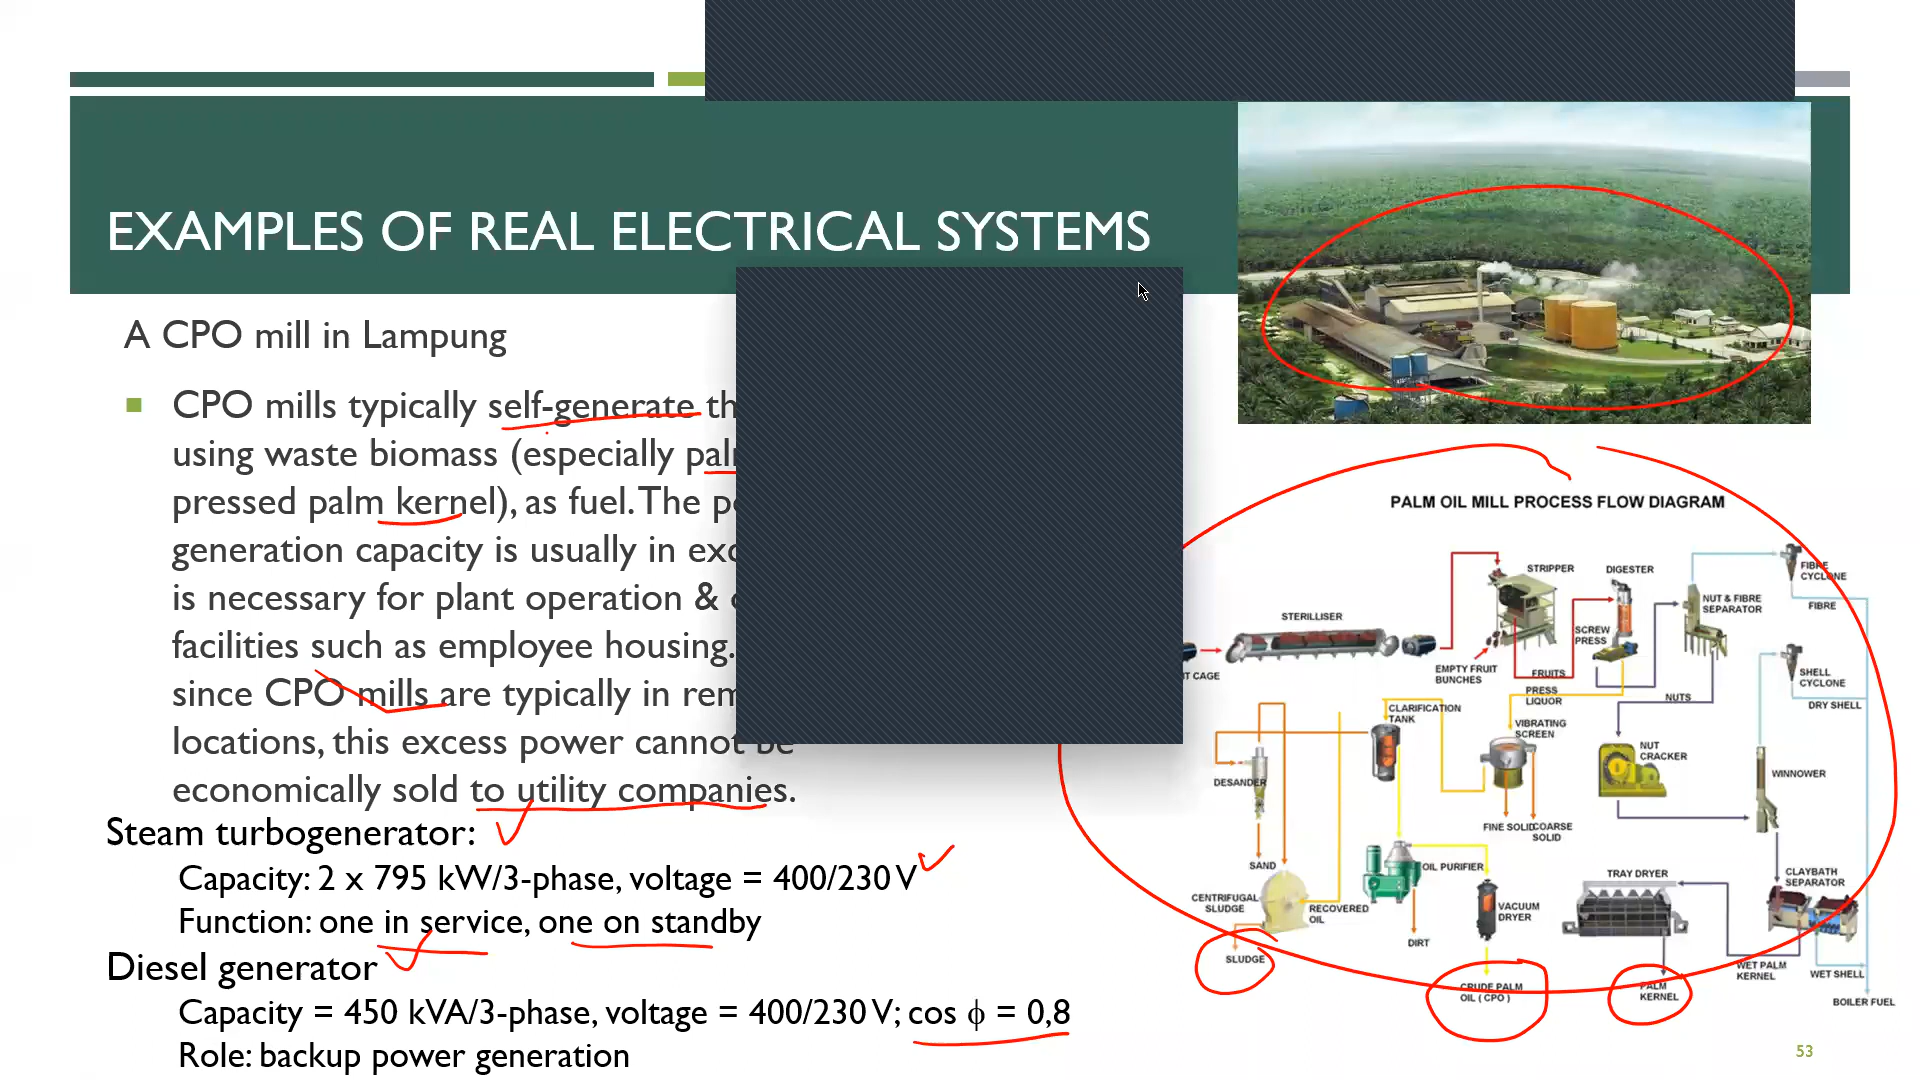 EXAMPLES OF REAL ELECTRICAL SYSTEMS
A CPO mill in Lampung
CPO mills typically self-generate
using waste biomass (especially
pressed palm kernel), as fuel. The
generation capacity is usually in
is necessary for plant operation &
facilities such as employee housing.
since CPO mills are typically in
locations, this excess power cannot be
economically sold to utility companies.
Steam turbogenerator:
Capacity: 2 x 795 kW/3-phase, voltage = 400/230 V
Function: one in service, one on standby
Diesel generator
Capacity = 450 kVA/3-phase, voltage = 400/230 V; cos ϕ = 0,8
Role: backup power generation
PALM OIL MILL PROCESS FLOW DIAGRAM
STERILISER
STRIPPER
DIGESTER
FIBRE
CYCLONE
FIBRE
NUT & FIBRE
SEPARATOR
SCREW
PRESS
EMPTY FRUIT
BUNCHES
CAGE
FRUITS
PRESS
LIQUOR
NUTS
SHELL
CYCLONE
DRY SHELL
CLARIFICATION
TANK
VIBRATING
SCREEN
NUT
CRACKER
WINNOWER
DESANDER
FINE SOLID
COARSE
SOLID
SAND
OIL PURIFIER
TRAY DRYER
CLAYBATH
SEPARATOR
CENTRIFUGAL
SLUDGE
RECOVERED
OIL
VACUUM
DRYER
DIRT
SLUDGE
WET PALM
KERNEL
WET SHELL
CRUDE PALM
OIL ( CPO )
PALM
KERNEL
BOILER FUEL
53